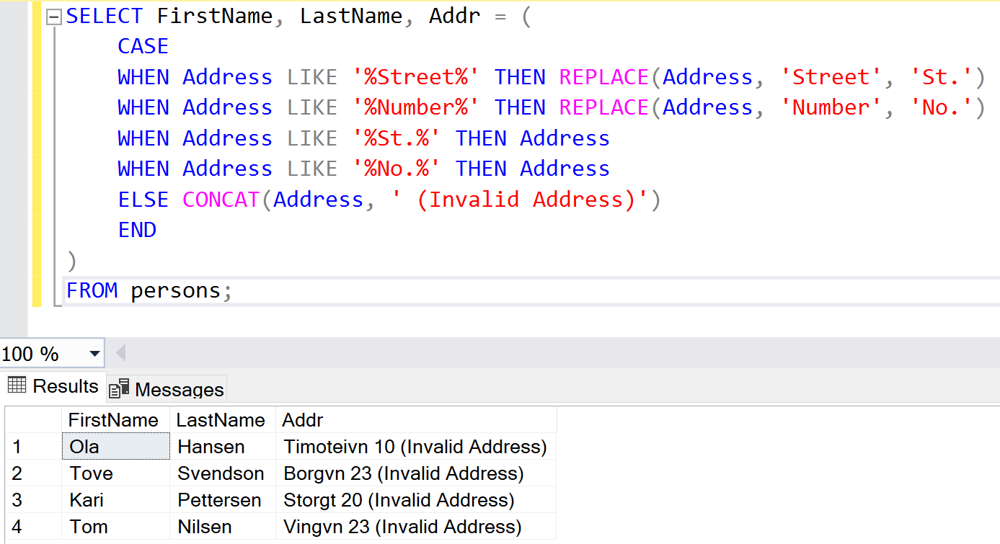 SELECT FirstName, LastName, Addr = (
CASE
WHEN Address LIKE '%Street%' THEN REPLACE(Address, 'Street', 'St.')
WHEN Address LIKE '%Number%' THEN REPLACE(Address, 'Number', 'No.')
WHEN Address LIKE '%St.%' THEN Address
WHEN Address LIKE '%No.%' THEN Address
ELSE CONCAT(Address, ' (Invalid Address)')
END
)
FROM persons;
100 %
Results Messages
FirstName LastName Addr
1 Ola Hansen Timoteivn 10 (Invalid Address)
2 Tove Svendson Borgvn 23 (Invalid Address)
3 Kari Pettersen Storgt 20 (Invalid Address)
4 Tom Nilsen Vingvn 23 (Invalid Address)